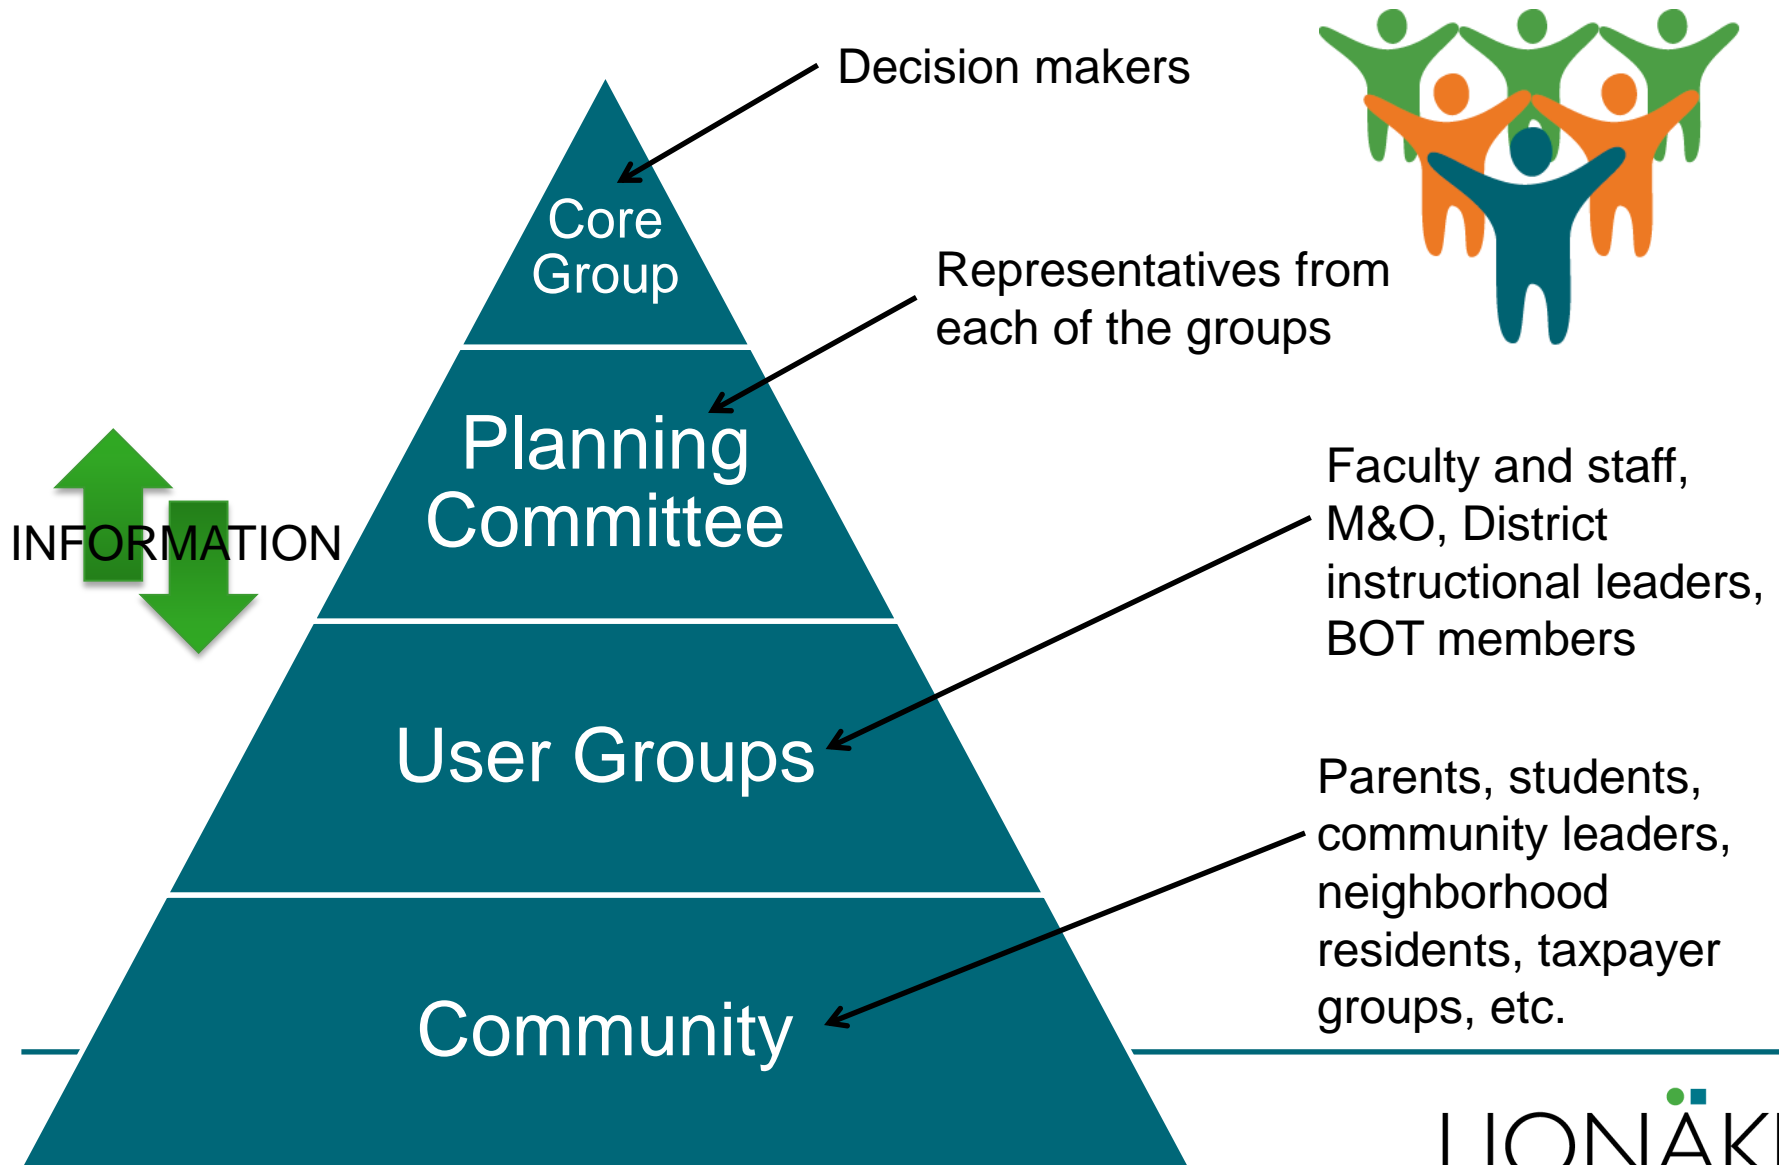 Decision makers
Core
Group
Representatives from
each of the groups
Planning
Committee
INFORMATION
Faculty and staff,
M&O, District
instructional leaders,
BOT members
User Groups
Parents, students,
community leaders,
neighborhood
residents, taxpayer
groups, etc.
Community